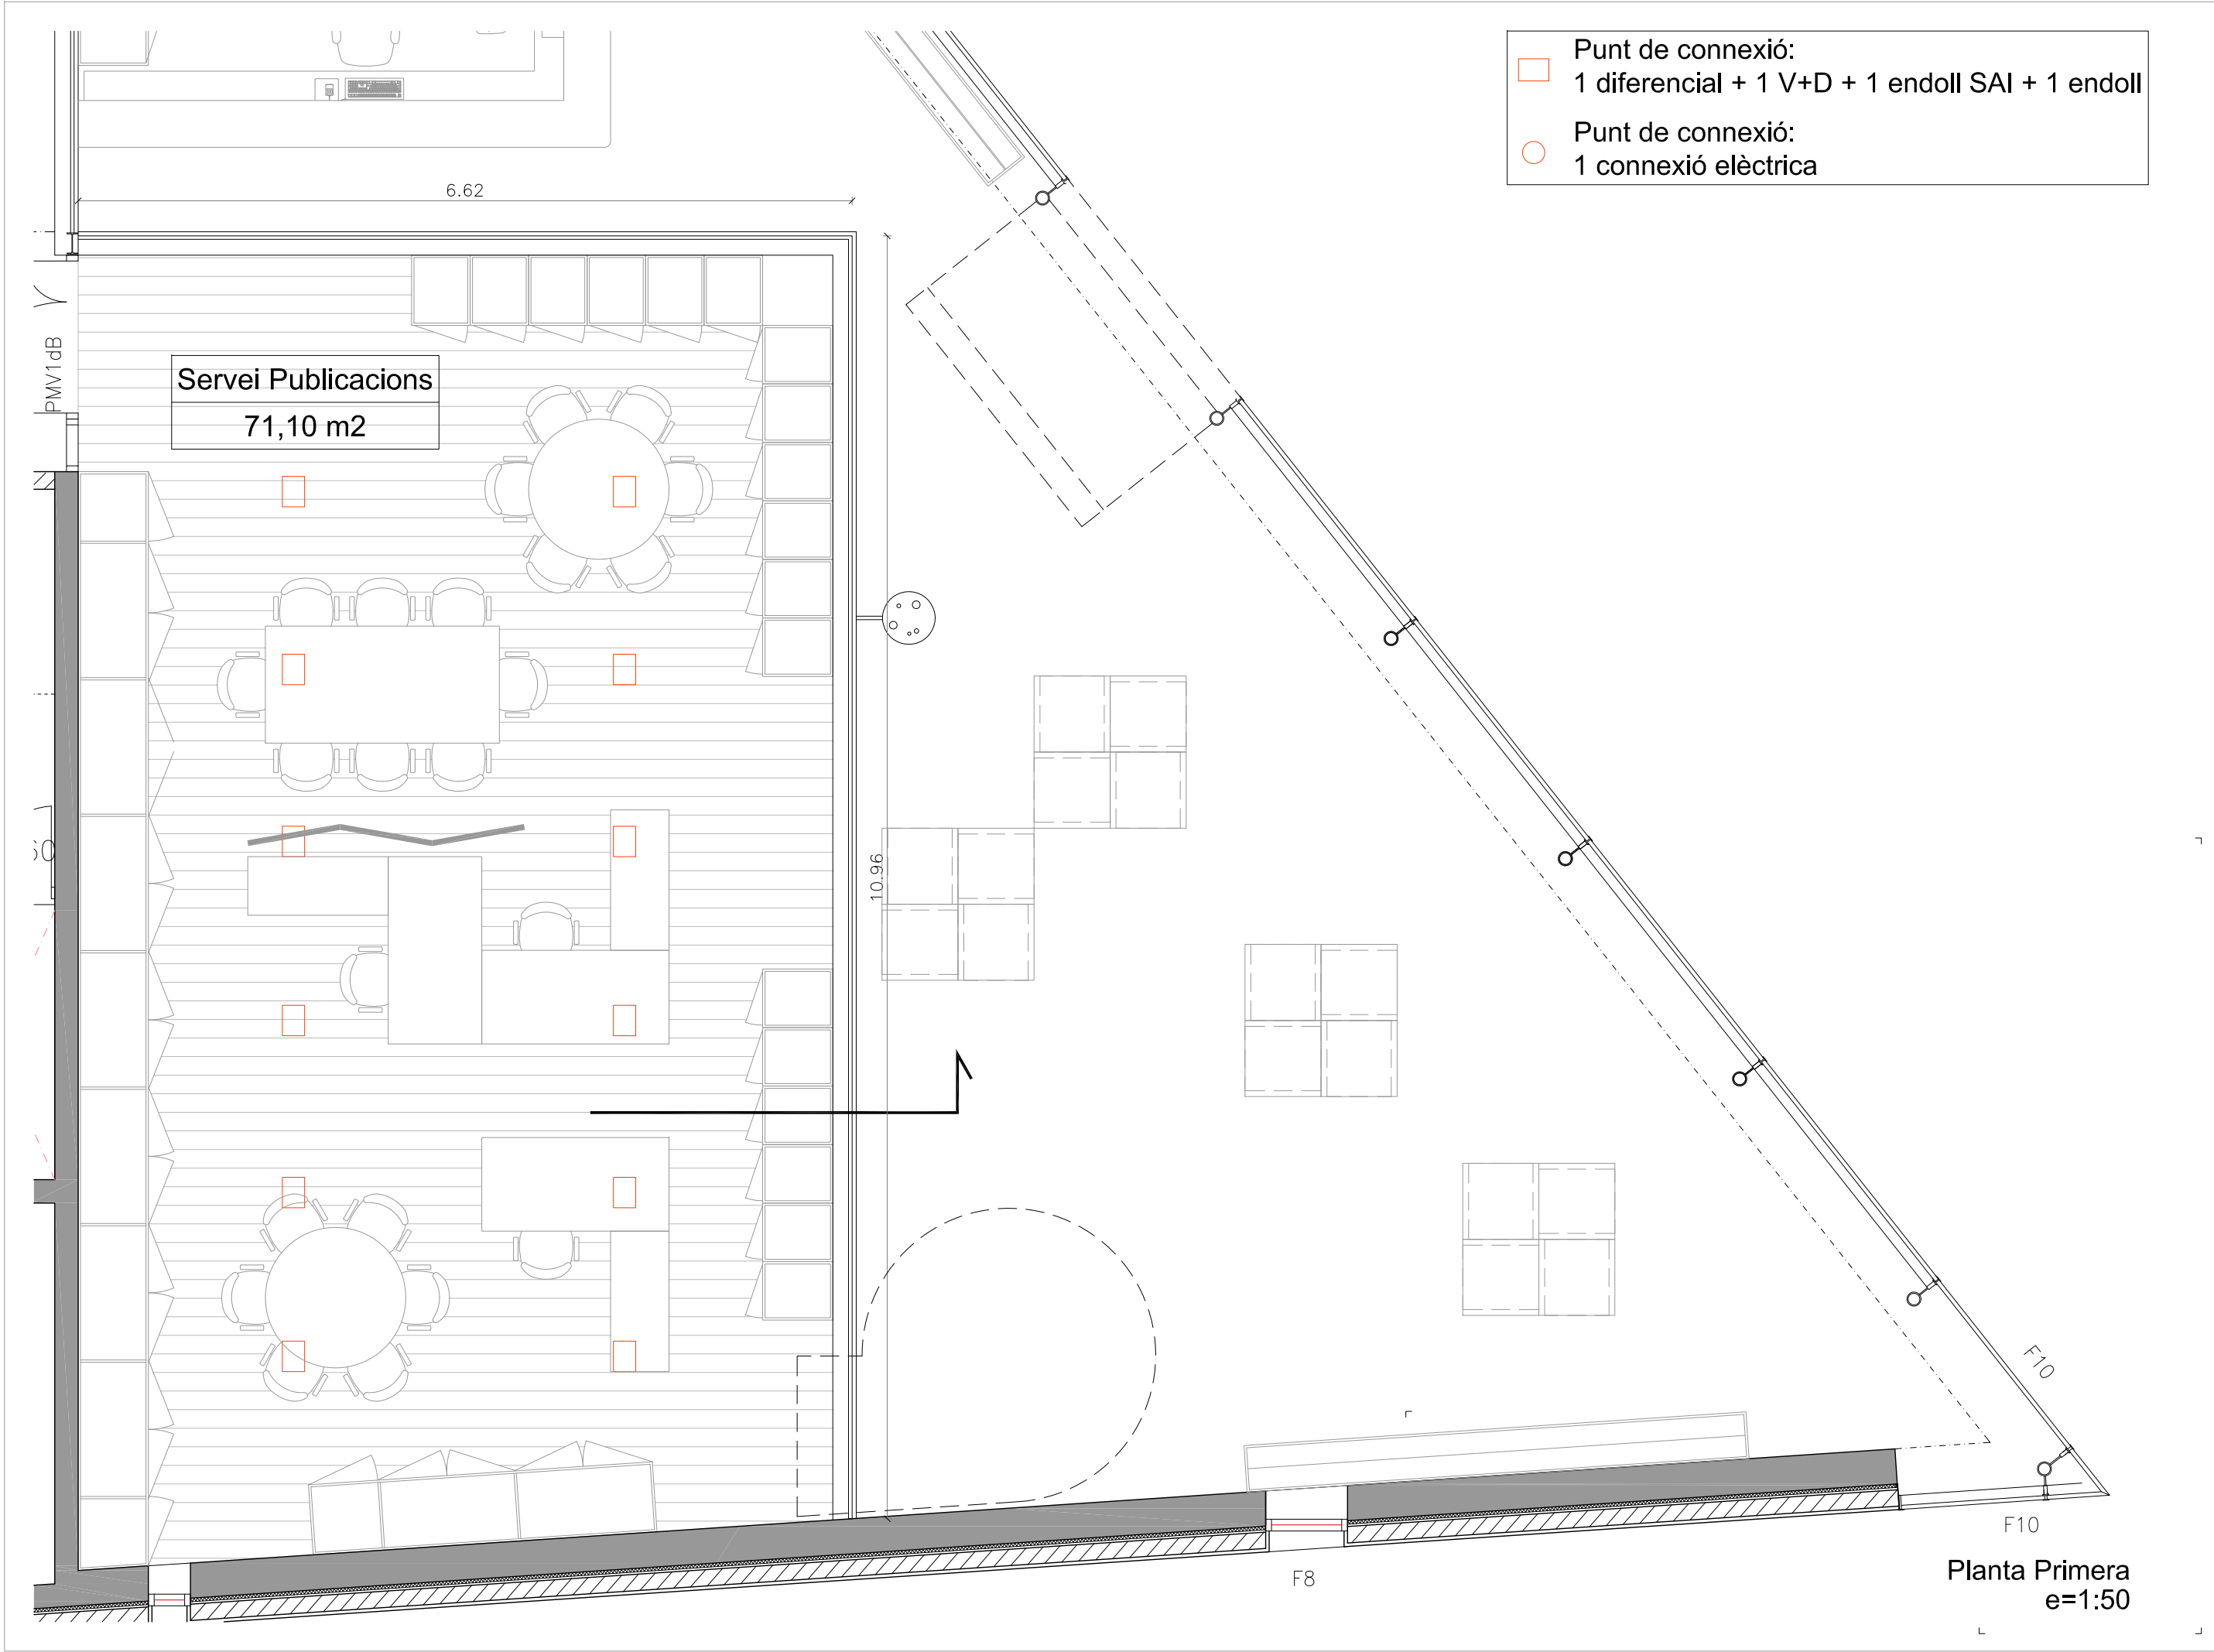 Punt de connexió:
1 diferencial + 1 V+D + 1 endoll SAI + 1 endoll
Punt de connexió:
1 connexió elèctrica
6.62
PMV1dB
Servei Publicacions
71,10 m2
10.96
F10
F10
F8
Planta Primera
e=1:50